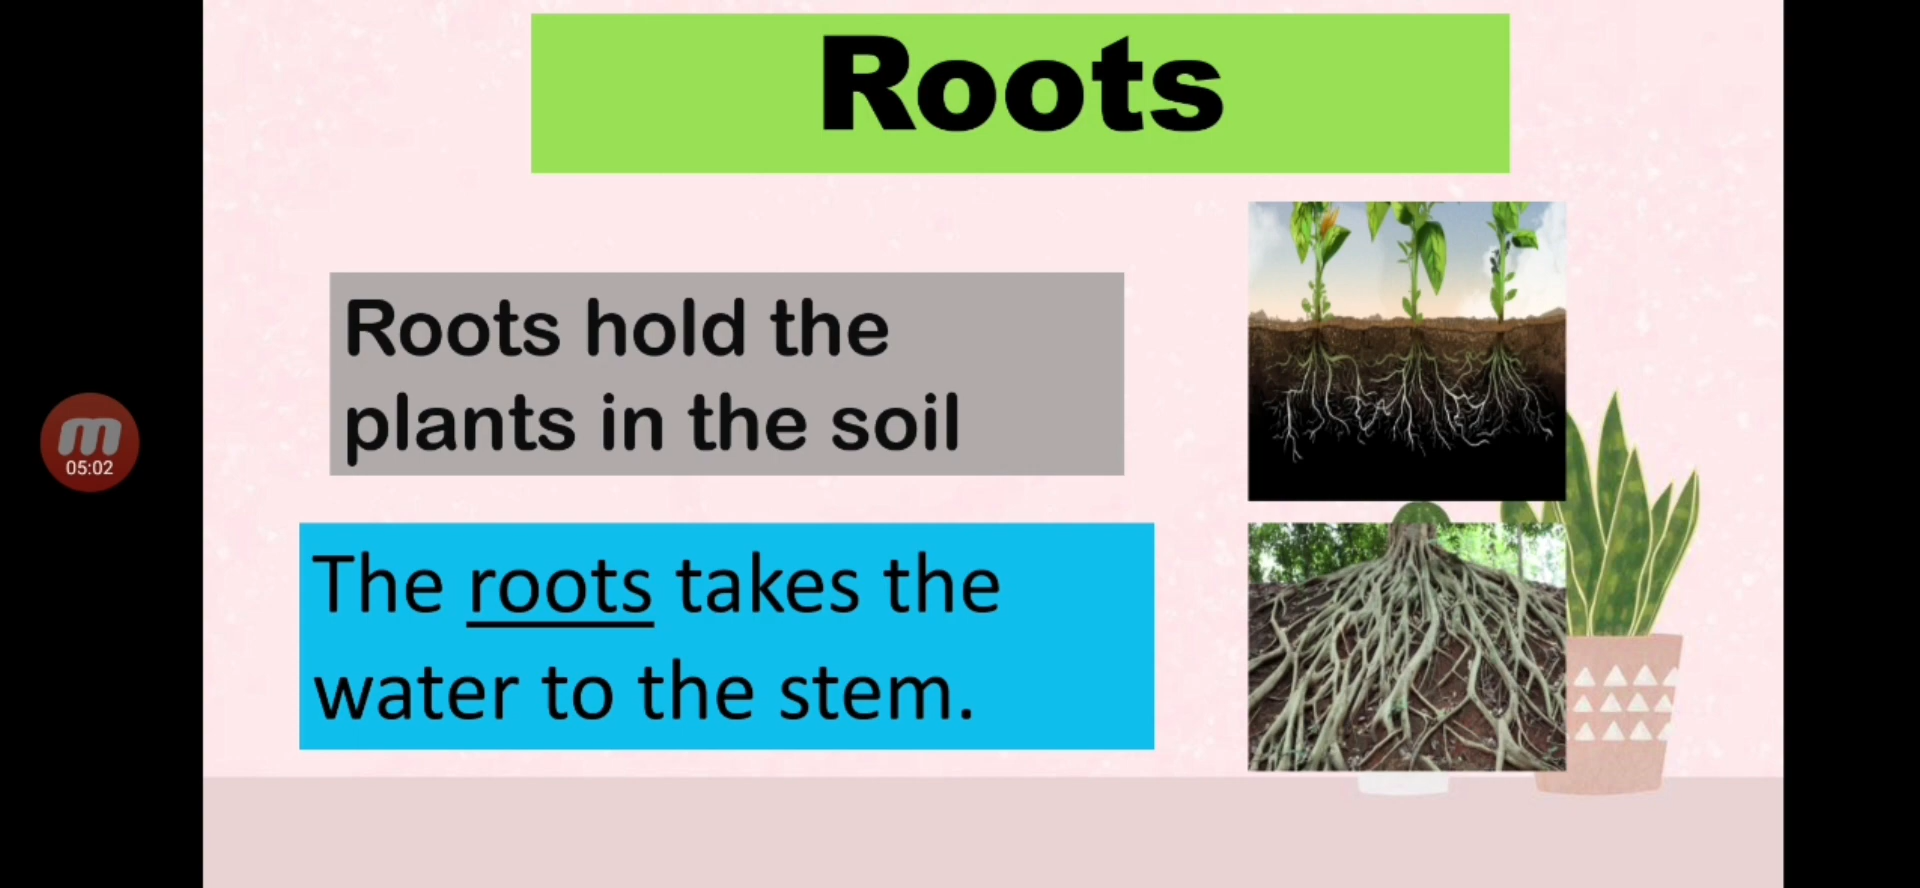 Roots
Roots hold the
plants in the soil
The roots takes the
water to the stem.
m
05:02